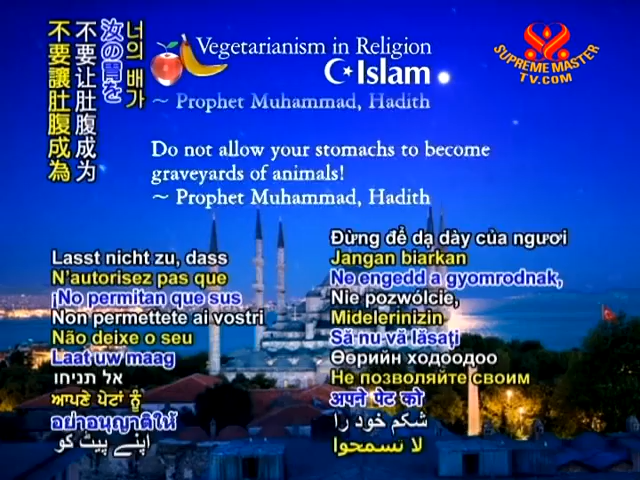 Vegetarianism in Religion
Islam
~ Prophet Muhammad, Hadith
SUPREME MASTER
TV.COM
Do not allow your stomachs to become
graveyards of animals!
~ Prophet Muhammad, Hadith
너의 배가
汝の胃を
不要让肚腹成为
不要讓肚腹成為
Lasst nicht zu, dass
N'autorisez pas que
¡No permitan que sus
Non permettete ai vostri
Não deixe o seu
Laat uw maag
אל תניחו
ਆਪਣੇ ਪੇਟਾਂ ਨੂੰ
อย่าอนุญาติให้
اپنے پیٹ کو
Đừng để dạ dày của ngươi
Jangan biarkan
Ne engedd a gyomrodnak,
Nie pozwólcie,
Midelerinizin
Să nu vă lăsați
Өөрийн ходоодоо
Не позволяйте своим
अपने पेट को
شکم خود را
لا تسمحوا